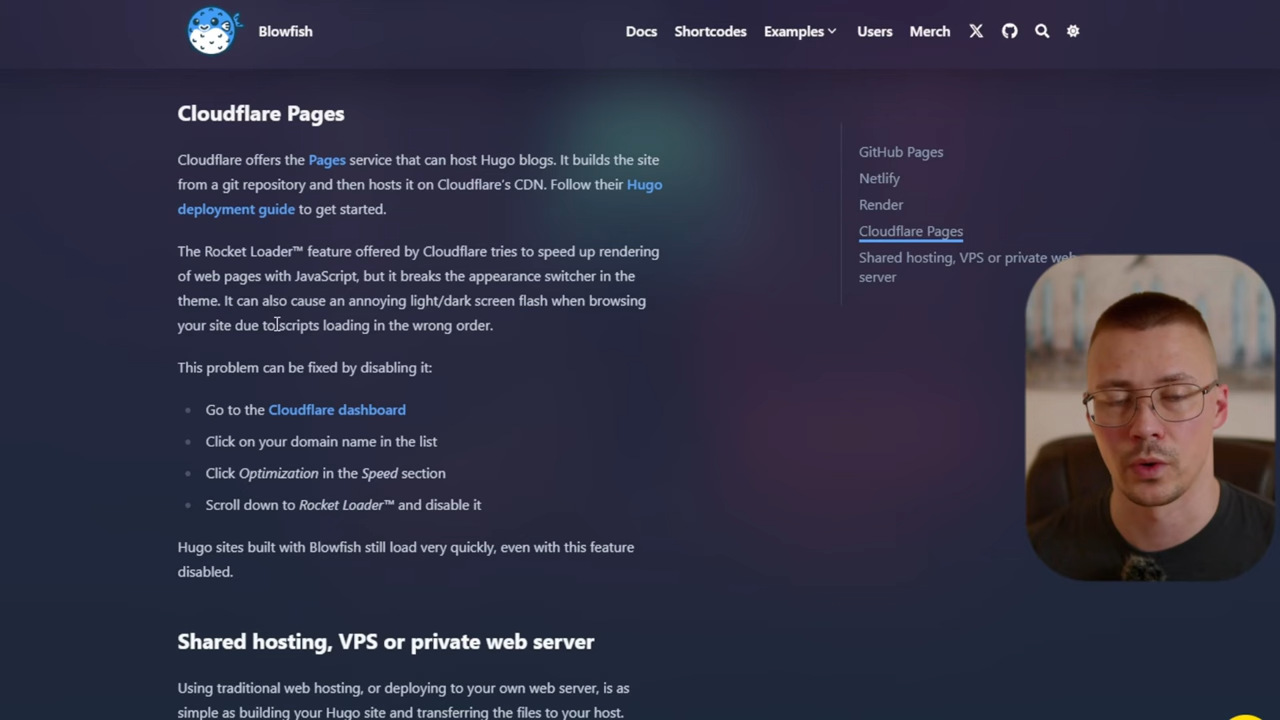 Blowfish
Docs
Shortcodes
Examples
Users
Merch
Cloudflare Pages
Cloudflare offers the Pages service that can host Hugo blogs. It builds the site
from a git repository and then hosts it on Cloudflare's CDN. Follow their Hugo
deployment guide to get started.
The Rocket Loader™ feature offered by Cloudflare tries to speed up rendering
of web pages with JavaScript, but it breaks the appearance switcher in the
theme. It can also cause an annoying light/dark screen flash when browsing
your site due to scripts loading in the wrong order.
This problem can be fixed by disabling it:
Go to the Cloudflare dashboard
Click on your domain name in the list
Click Optimization in the Speed section
Scroll down to Rocket Loader™ and disable it
Hugo sites built with Blowfish still load very quickly, even with this feature
disabled.
Shared hosting, VPS or private web server
Using traditional web hosting, or deploying to your own web server, is as
simple as building your Hugo site and transferring the files to your host.
GitHub Pages
Netlify
Render
Cloudflare Pages
Shared hosting, VPS or private web
server